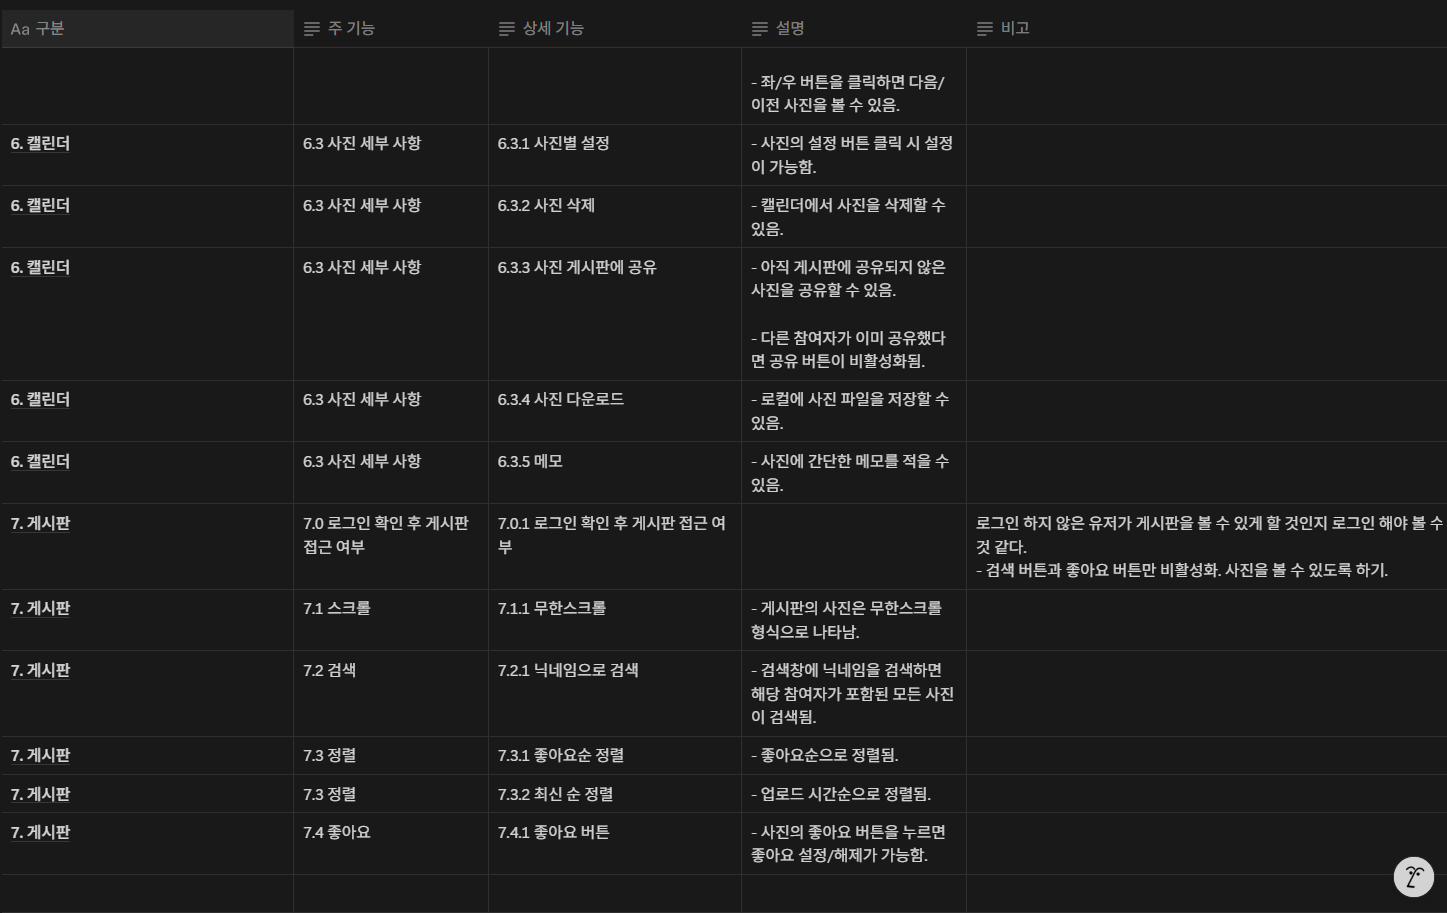 Aa 구분
주 기능
상세 기능
설명
비고
- 좌/우 버튼을 클릭하면 다음/
이전 사진을 볼 수 있음.
6. 캘린더
6.3 사진 세부 사항
6.3.1 사진별 설정
- 사진의 설정 버튼 클릭 시 설정
이 가능함.
6. 캘린더
6.3 사진 세부 사항
6.3.2 사진 삭제
- 캘린더에서 사진을 삭제할 수
있음.
6. 캘린더
6.3 사진 세부 사항
6.3.3 사진 게시판에 공유
- 아직 게시판에 공유되지 않은
사진을 공유할 수 있음.
- 다른 참여자가 이미 공유했다
면 공유 버튼이 비활성화됨.
6. 캘린더
6.3 사진 세부 사항
6.3.4 사진 다운로드
- 로컬에 사진 파일을 저장할 수
있음.
6. 캘린더
6.3 사진 세부 사항
6.3.5 메모
- 사진에 간단한 메모를 적을 수
있음.
7. 게시판
7.0 로그인 확인 후 게시판
접근 여부
7.0.1 로그인 확인 후 게시판 접근 여
부
로그인 하지 않은 유저가 게시판을 볼 수 있게 할 것인지 로그인 해야 볼 수
것 같다.
- 검색 버튼과 좋아요 버튼만 비활성화. 사진을 볼 수 있도록 하기.
7. 게시판
7.1 스크롤
7.1.1 무한스크롤
- 게시판의 사진은 무한스크롤
형식으로 나타남.
7. 게시판
7.2 검색
7.2.1 닉네임으로 검색
- 검색창에 닉네임을 검색하면
해당 참여자가 포함된 모든 사진
이 검색됨.
7. 게시판
7.3 정렬
7.3.1 좋아요순 정렬
- 좋아요순으로 정렬됨.
7. 게시판
7.3 정렬
7.3.2 최신 순 정렬
- 업로드 시간순으로 정렬됨.
7. 게시판
7.4 좋아요
7.4.1 좋아요 버튼
- 사진의 좋아요 버튼을 누르면
좋아요 설정/해제가 가능함.